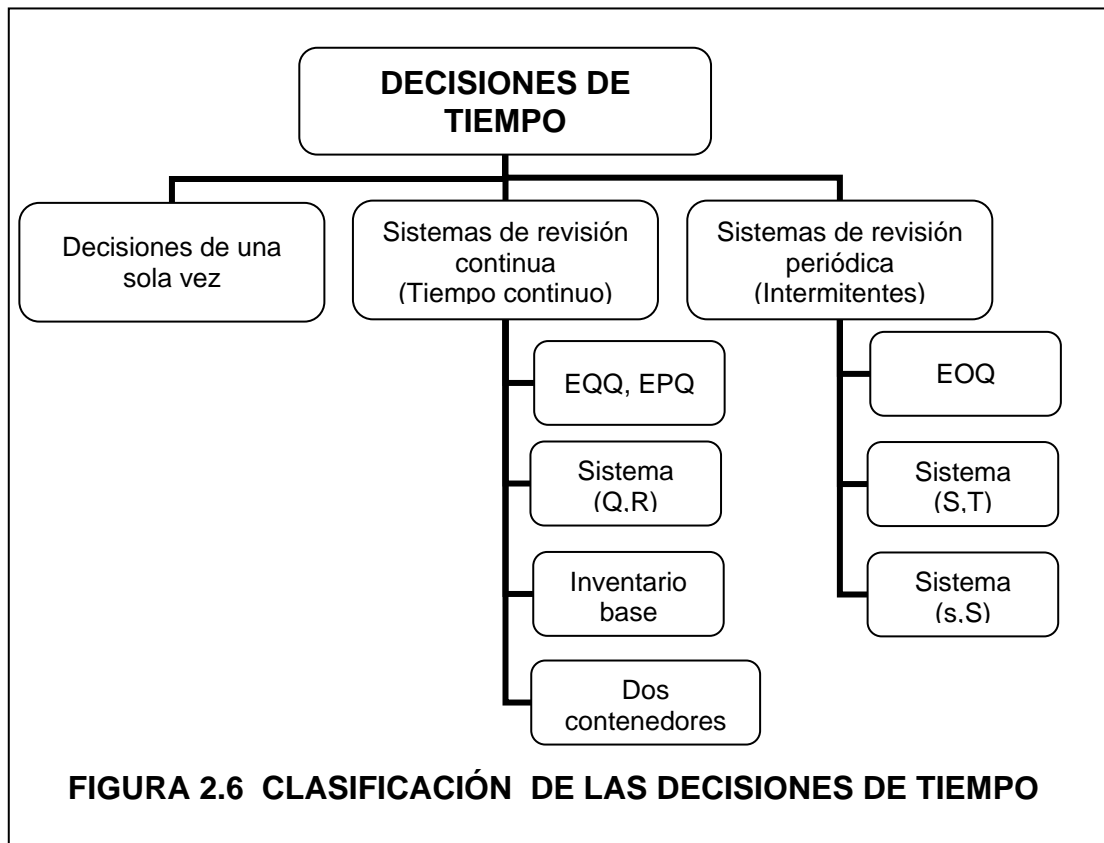 DECISIONES DE
TIEMPO
Decisiones de una
sola vez
Sistemas de revisión
continua
(Tiempo continuo)
Sistemas de revisión
periódica
(Intermitentes)
EQQ, EPQ
Sistema
(Q,R)
Inventario
base
Dos
contenedores
EOQ
Sistema
(S,T)
Sistema
(s,S)
FIGURA 2.6 CLASIFICACIÓN DE LAS DECISIONES DE TIEMPO